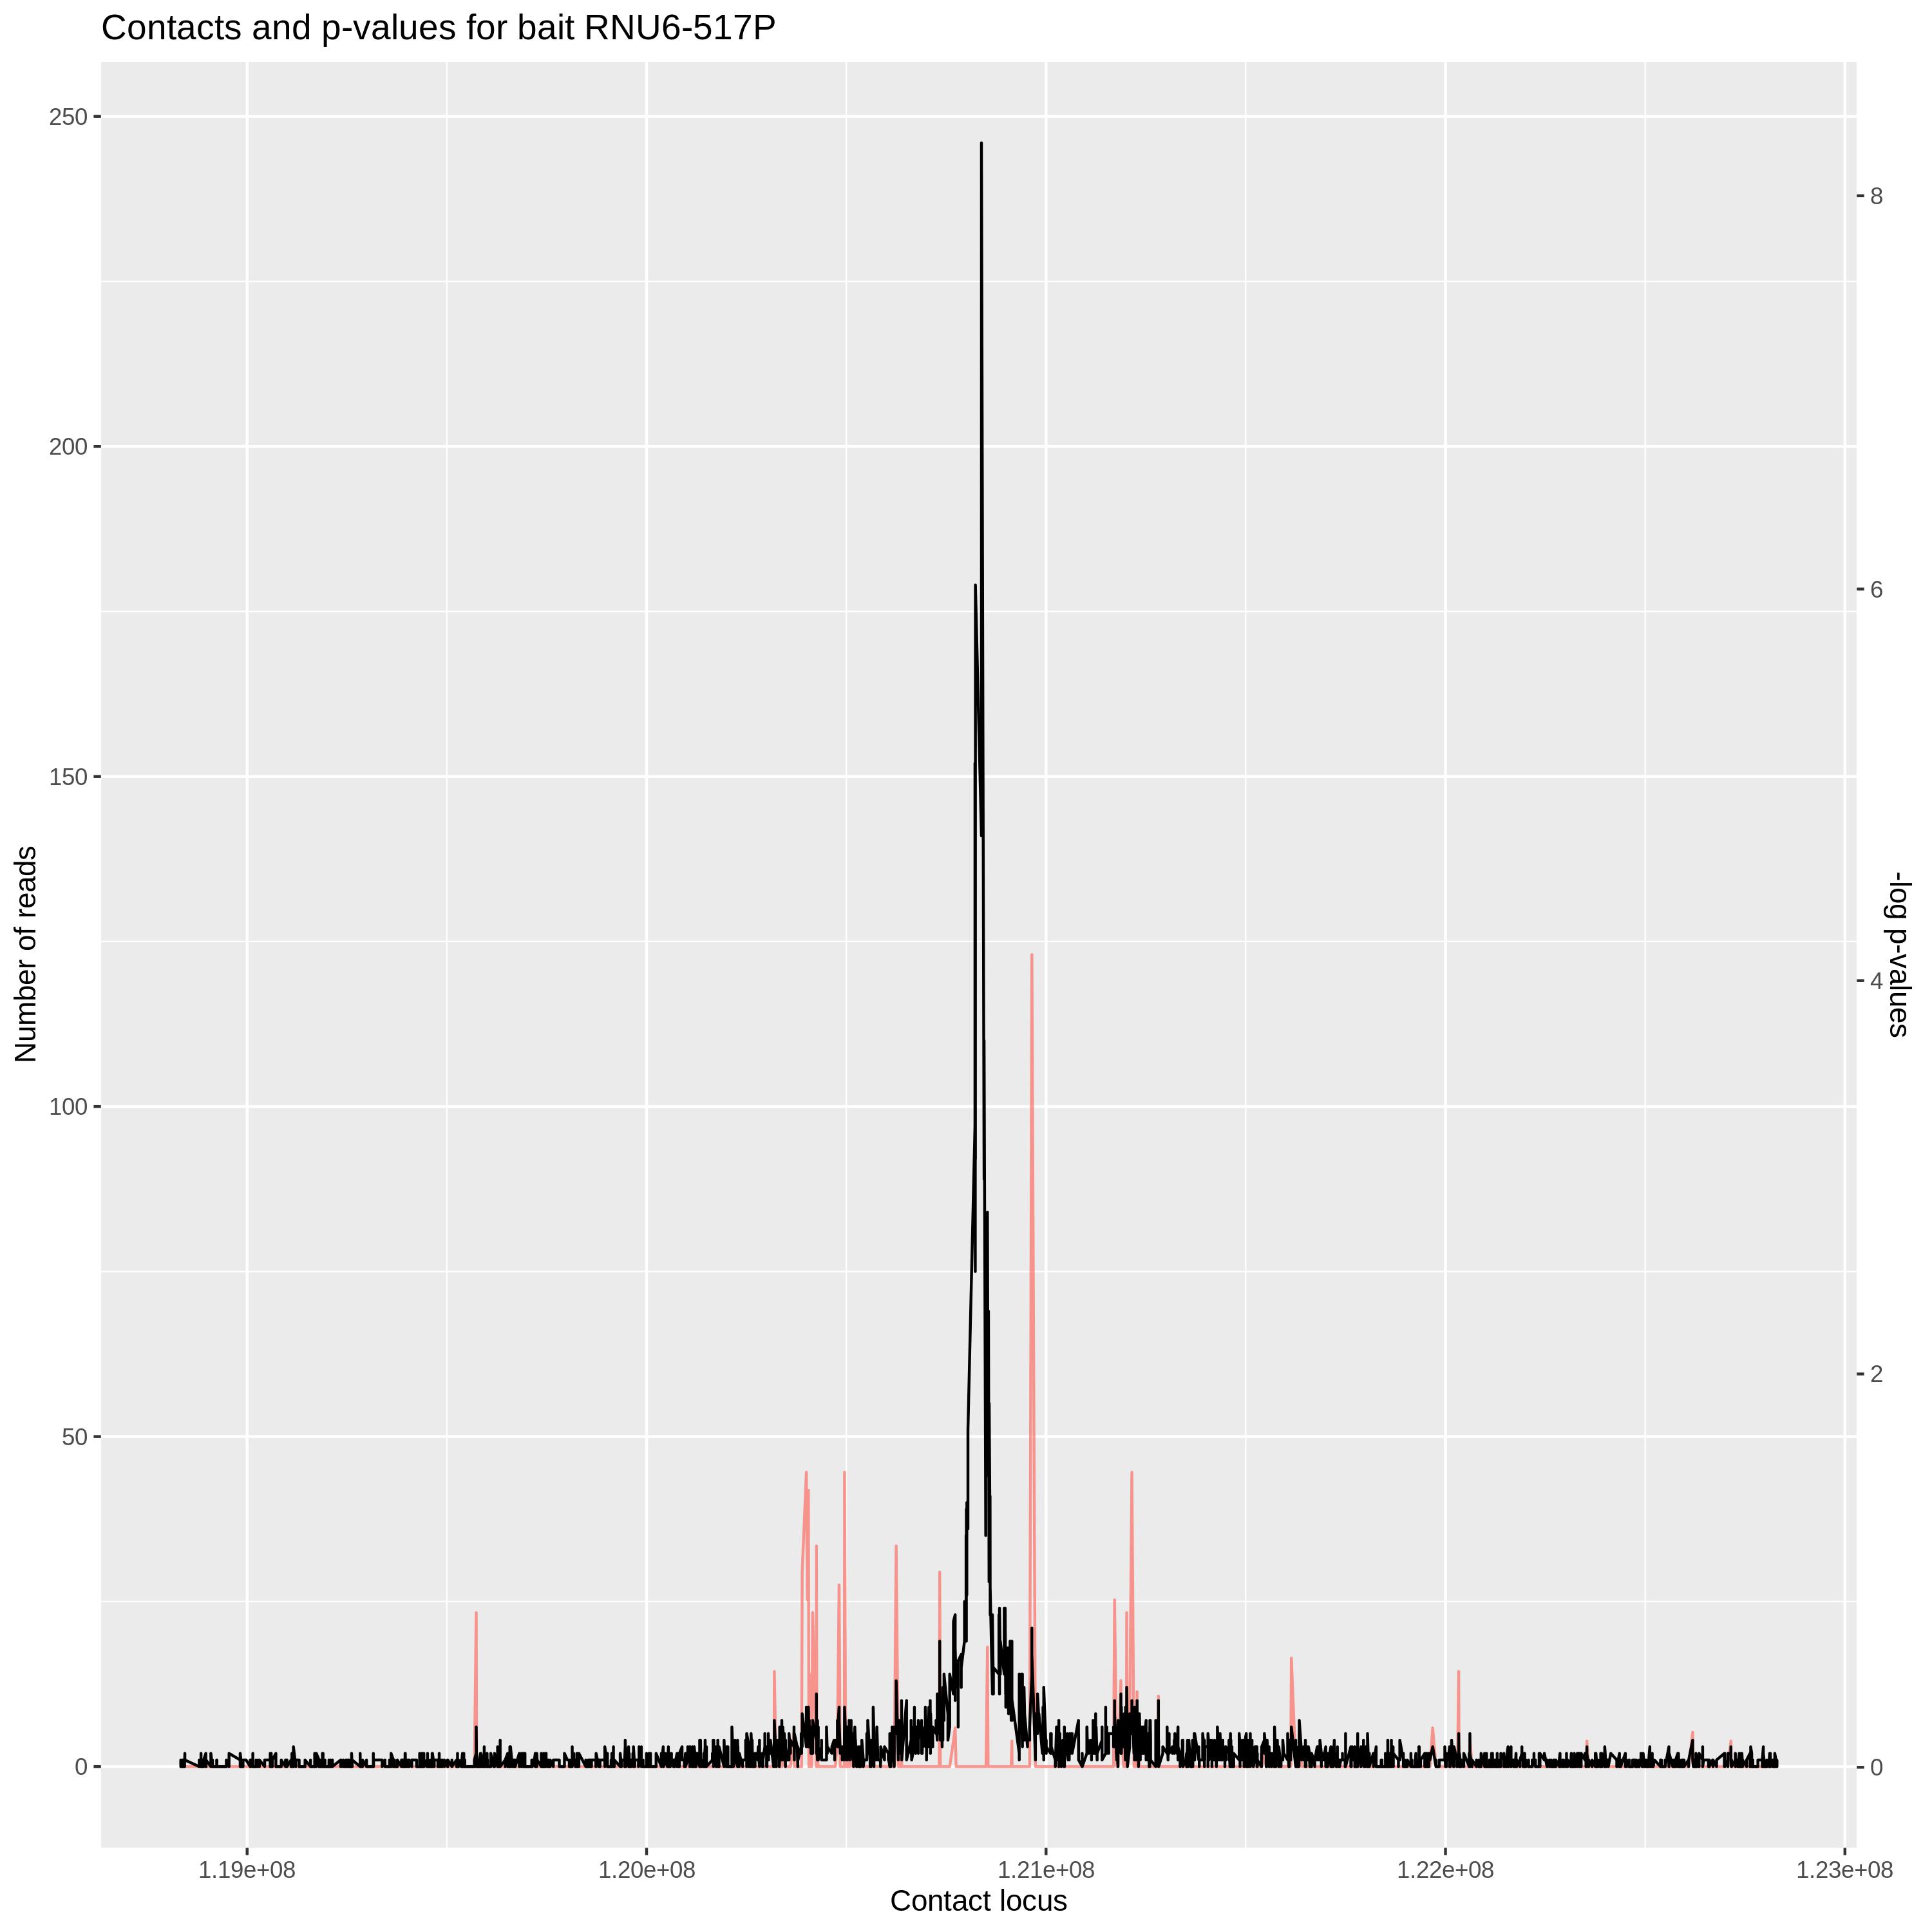 Contacts and p-values for bait RNU6-517P
250
200
150
100
50
0
Number of reads
8
6
4
2
0
-log p-values
1.19e+08
1.20e+08
1.21e+08
1.22e+08
1.23e+08
Contact locus